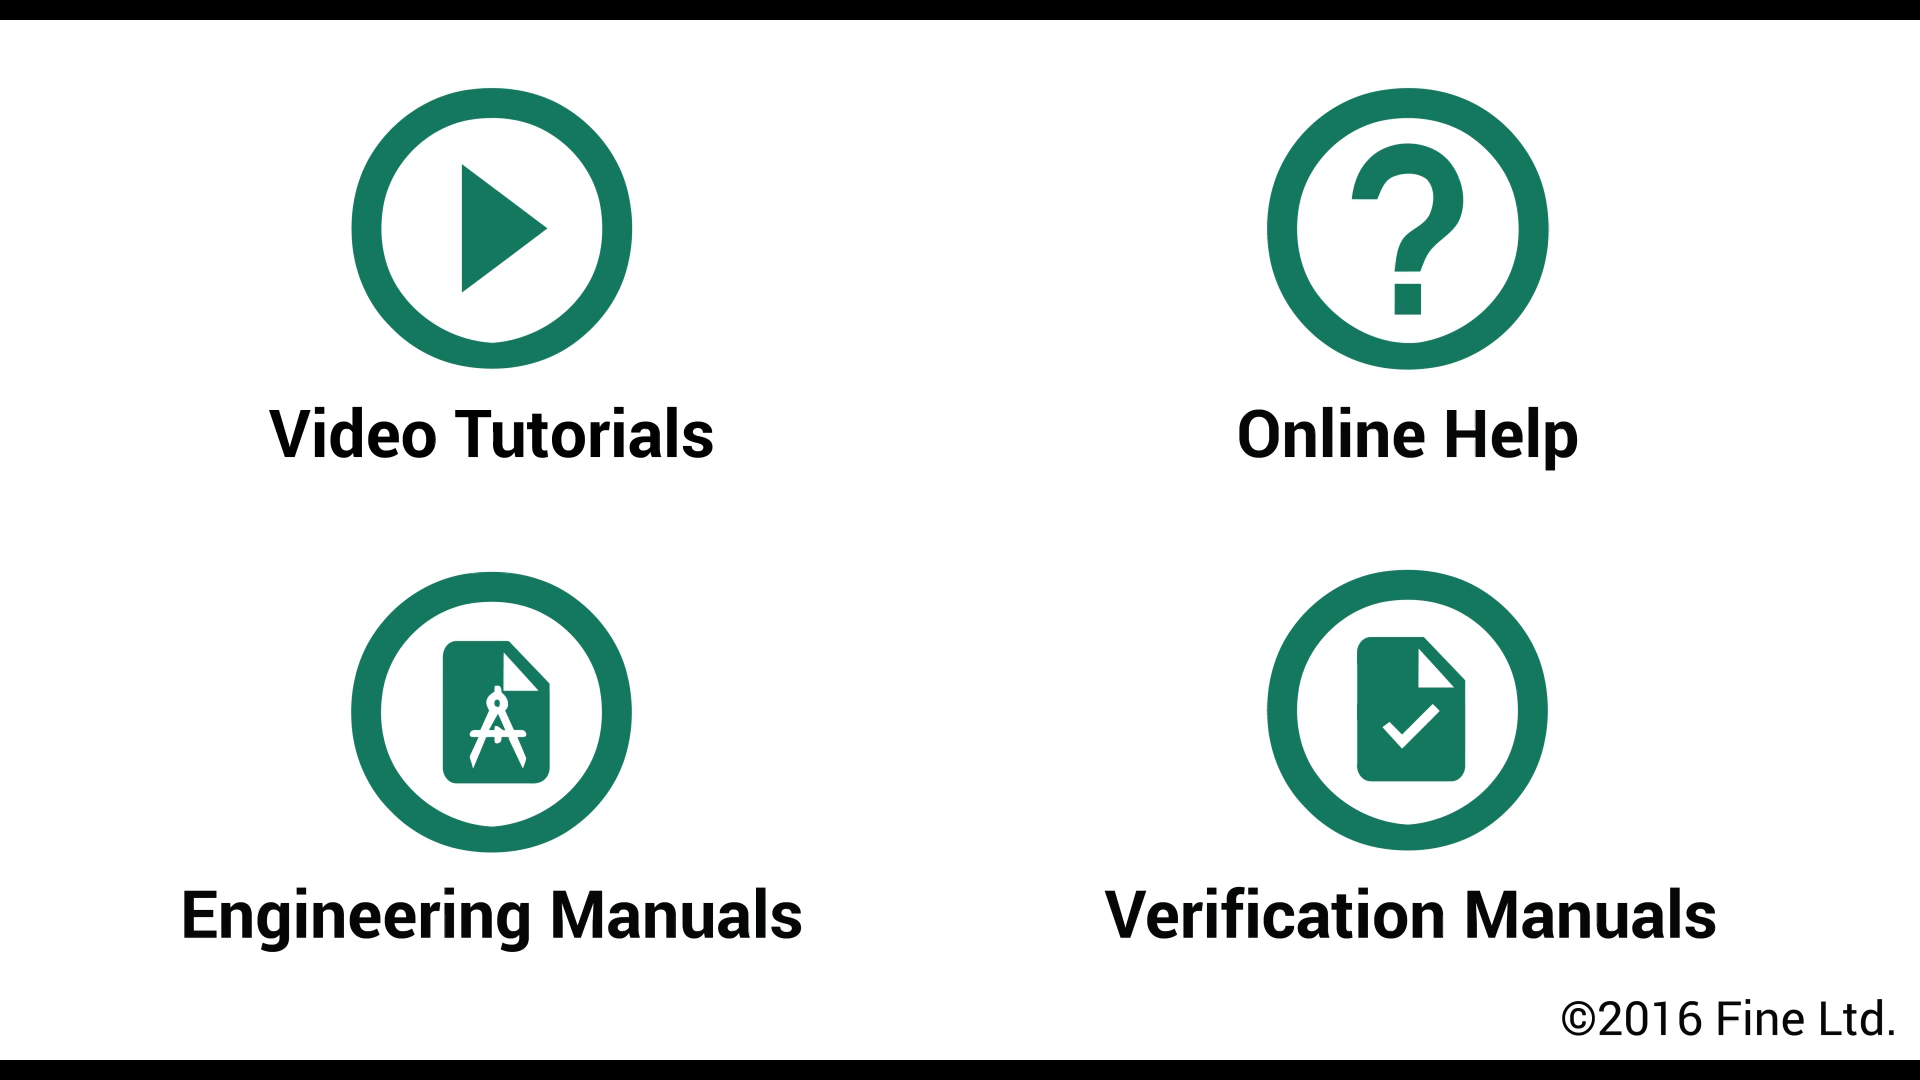 Video Tutorials
Online Help
Engineering Manuals
Verification Manuals
©2016 Fine Ltd.